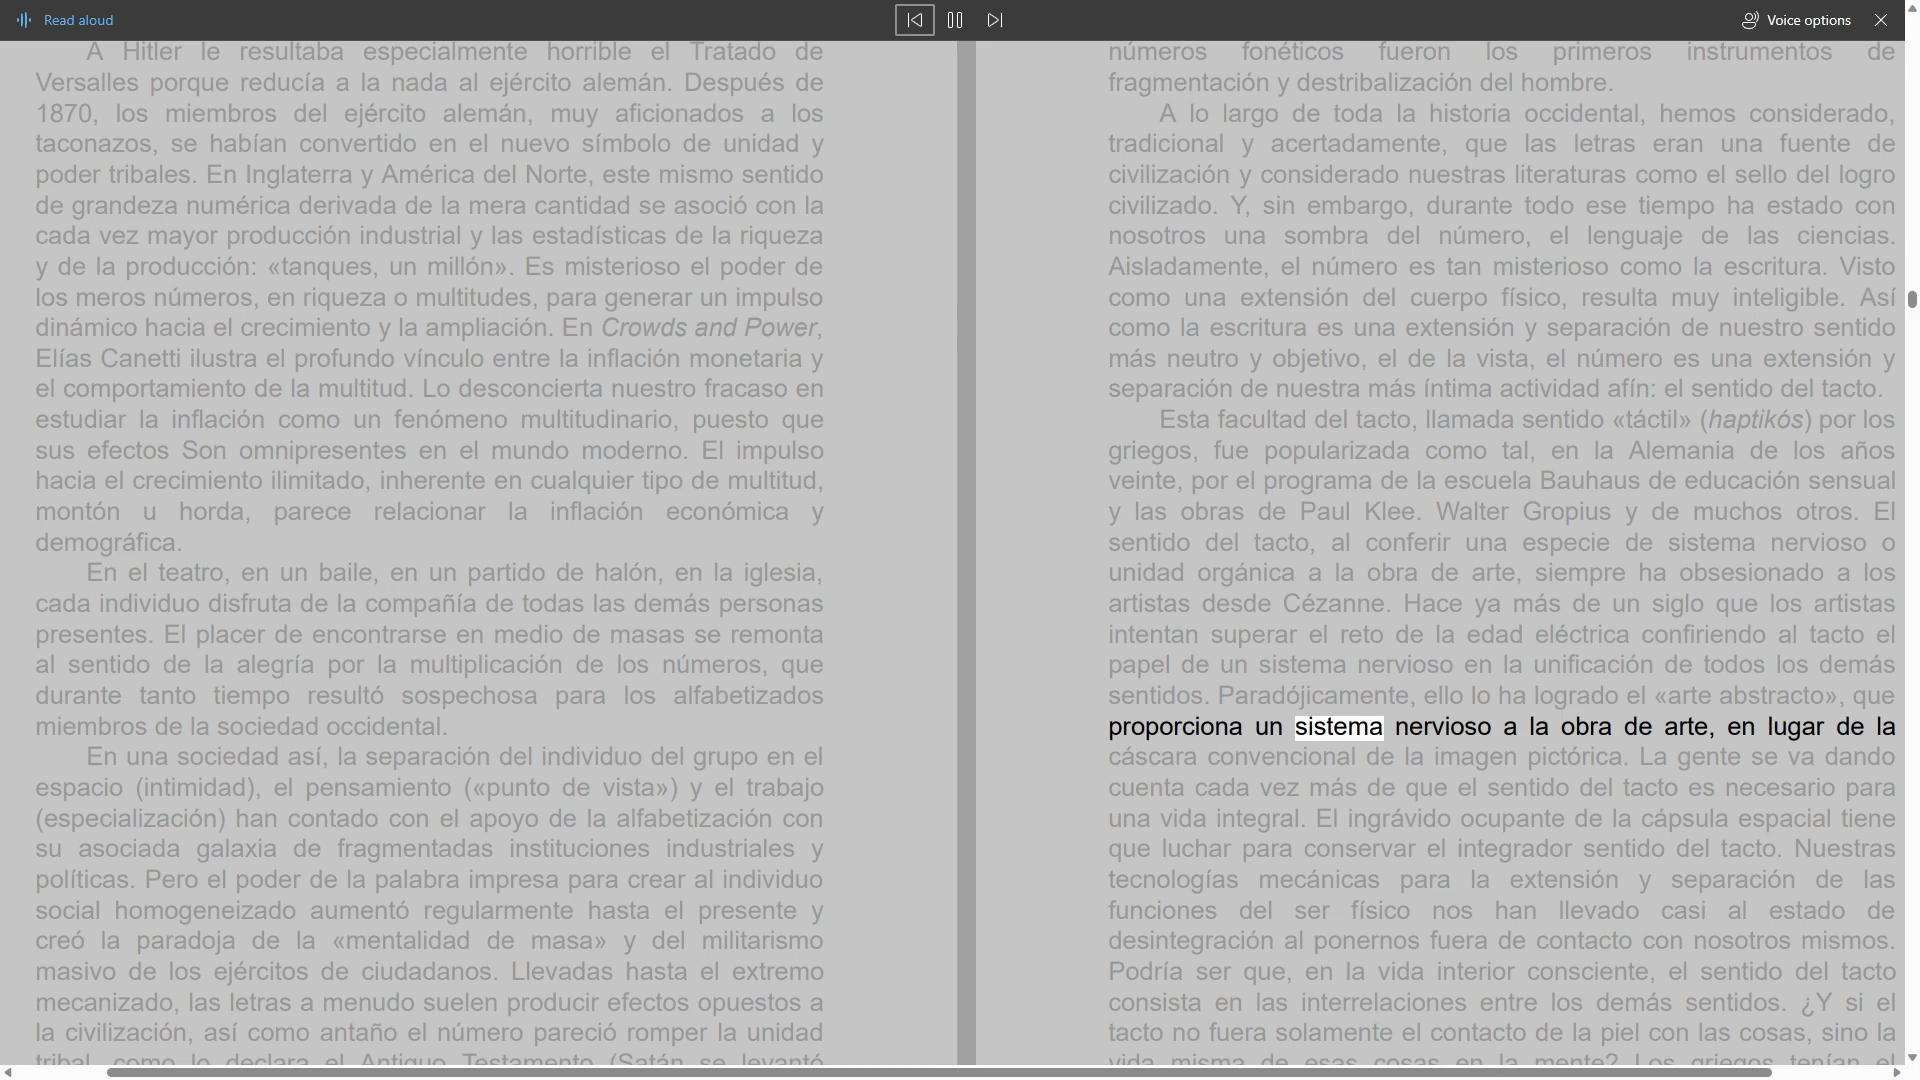 Read aloud
Voice options
A Hitler le resultaba especialmente horrible el Tratado de
Versalles porque reducía a la nada al ejército alemán. Después de
1870, los miembros del ejército alemán, muy aficionados a los
taconazos, se habían convertido en el nuevo símbolo de unidad y
poder tribales. En Inglaterra y América del Norte, este mismo sentido
de grandeza numérica derivada de la mera cantidad se asoció con la
cada vez mayor producción industrial y las estadísticas de la riqueza
y de la producción: «tanques, un millón». Es misterioso el poder de
los meros números, en riqueza o multitudes, para generar un impulso
dinámico hacia el crecimiento y la ampliación. En Crowds and Power,
Elías Canetti ilustra el profundo vínculo entre la inflación monetaria y
el comportamiento de la multitud. Lo desconcierta nuestro fracaso en
estudiar la inflación como un fenómeno multitudinario, puesto que
sus efectos Son omnipresentes en el mundo moderno. El impulso
hacia el crecimiento ilimitado, inherente en cualquier tipo de multitud,
montón u horda, parece relacionar la inflación económica y
demográfica.
En el teatro, en un baile, en un partido de halón, en la iglesia,
cada individuo disfruta de la compañía de todas las demás personas
presentes. El placer de encontrarse en medio de masas se remonta
al sentido de la alegría por la multiplicación de los números, que
durante tanto tiempo resultó sospechosa para los alfabetizados
miembros de la sociedad occidental.
En una sociedad así, la separación del individuo del grupo en el
espacio (intimidad), el pensamiento («punto de vista») y el trabajo
(especialización) han contado con el apoyo de la alfabetización con
su asociada galaxia de fragmentadas instituciones industriales y
políticas. Pero el poder de la palabra impresa para crear al individuo
social homogeneizado aumentó regularmente hasta el presente y
creó la paradoja de la «mentalidad de masa» y del militarismo
masivo de los ejércitos de ciudadanos. Llevadas hasta el extremo
mecanizado, las letras a menudo suelen producir efectos opuestos a
la civilización, así como antaño el número pareció romper la unidad
tribal, como lo declara el Antiguo Testamento (Satán se levantó
números fonéticos fueron los primeros instrumentos de
fragmentación y destribalización del hombre.
A lo largo de toda la historia occidental, hemos considerado,
tradicional y acertadamente, que las letras eran una fuente de
civilización y considerado nuestras literaturas como el sello del logro
civilizado. Y, sin embargo, durante todo ese tiempo ha estado con
nosotros una sombra del número, el lenguaje de las ciencias.
Aisladamente, el número es tan misterioso como la escritura. Visto
como una extensión del cuerpo físico, resulta muy inteligible. Así
como la escritura es una extensión y separación de nuestro sentido
más neutro y objetivo, el de la vista, el número es una extensión y
separación de nuestra más íntima actividad afín: el sentido del tacto.
Esta facultad del tacto, llamada sentido «táctil» (haptikós) por los
griegos, fue popularizada como tal, en la Alemania de los años
veinte, por el programa de la escuela Bauhaus de educación sensual
y las obras de Paul Klee. Walter Gropius y de muchos otros. El
sentido del tacto, al conferir una especie de sistema nervioso o
unidad orgánica a la obra de arte, siempre ha obsesionado a los
artistas desde Cézanne. Hace ya más de un siglo que los artistas
intentan superar el reto de la edad eléctrica confiriendo al tacto el
papel de un sistema nervioso en la unificación de todos los demás
sentidos. Paradójicamente, ello lo ha logrado el «arte abstracto», que
proporciona un sistema nervioso a la obra de arte, en lugar de la
cáscara convencional de la imagen pictórica. La gente se va dando
cuenta cada vez más de que el sentido del tacto es necesario para
una vida integral. El ingrávido ocupante de la cápsula espacial tiene
que luchar para conservar el integrador sentido del tacto. Nuestras
tecnologías mecánicas para la extensión y separación de las
funciones del ser físico nos han llevado casi al estado de
desintegración al ponernos fuera de contacto con nosotros mismos.
Podría ser que, en la vida interior consciente, el sentido del tacto
consista en las interrelaciones entre los demás sentidos. ¿Y si el
tacto no fuera solamente el contacto de la piel con las cosas, sino la
vida misma de esas cosas en la mente? Los griegos tenían el